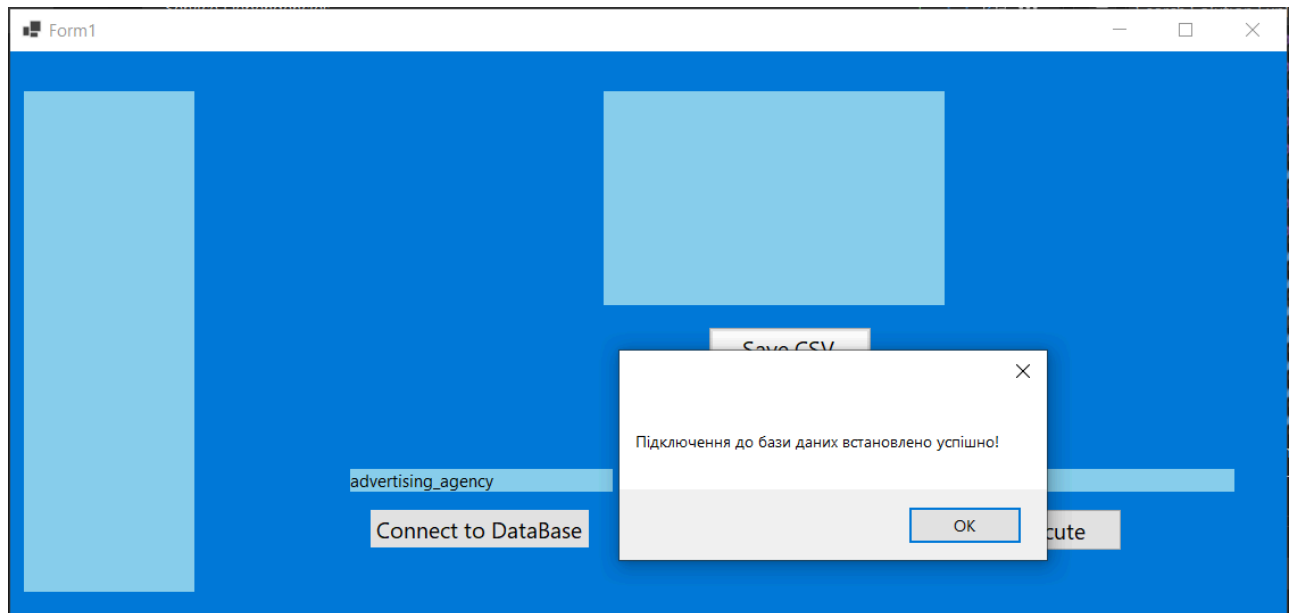 Form1
Save CSV
Підключення до бази даних встановлено успішно!
advertising_agency
OK
Connect to DataBase
cute